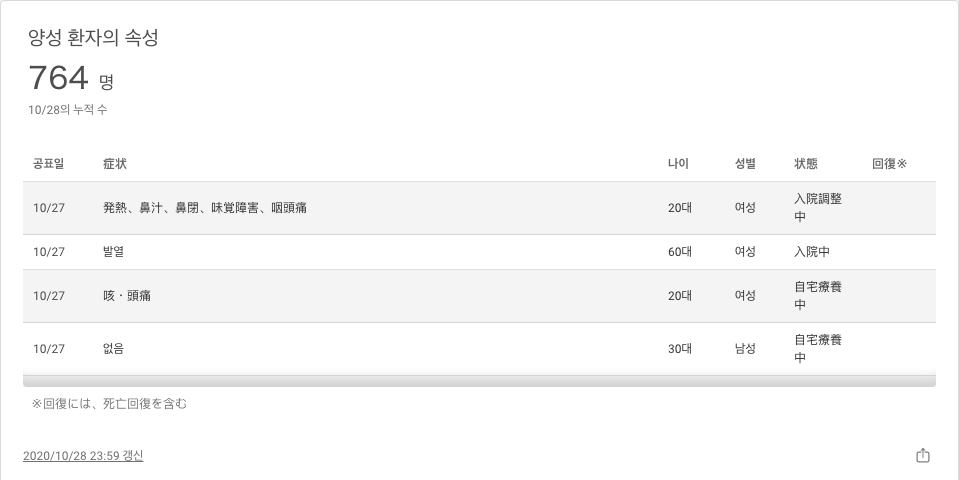 양성 환자의 속성
764 명
10/28의 누적 수
공표일 症状 나이 성별 状態 回復※
10/27 発熱、鼻汁、鼻閉、味覚障害、咽頭痛 20대 여성 入院調整
中
10/27 발열 60대 여성 入院中
10/27 咳・頭痛 20대 여성 自宅療養
中
10/27 없음 30대 남성 自宅療養
中
※回復には、死亡回復を含む
2020/10/28 23:59 갱신